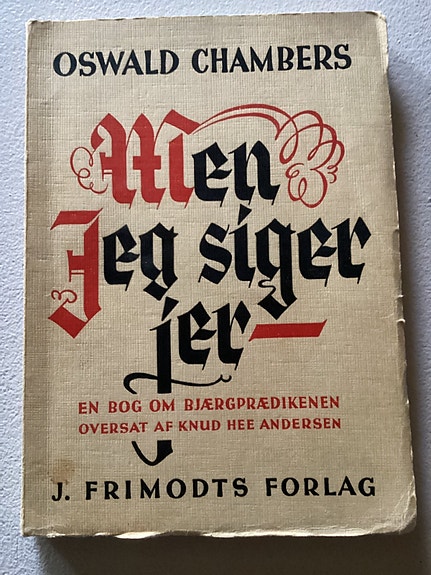 OSWALD CHAMBERS
Men
Jeg siger
jer—
EN BOG OM BJÆRGPRÆDIKENEN
OVERSAT AF KNUD HEE ANDERSEN
J. FRIMODTS FORLAG